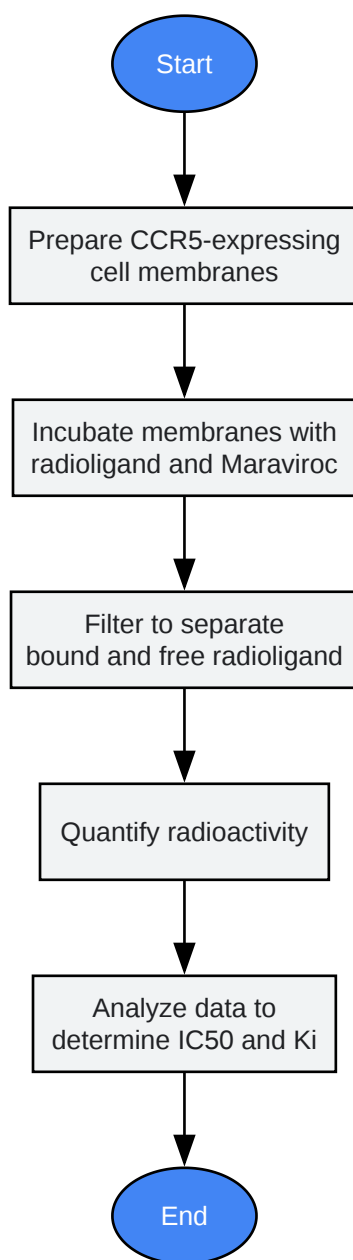 Start
Prepare CCR5-expressing
cell membranes
Incubate membranes with
radioligand and Maraviroc
Filter to separate
bound and free radioligand
Quantify radioactivity
Analyze data to
determine IC50 and Ki
End